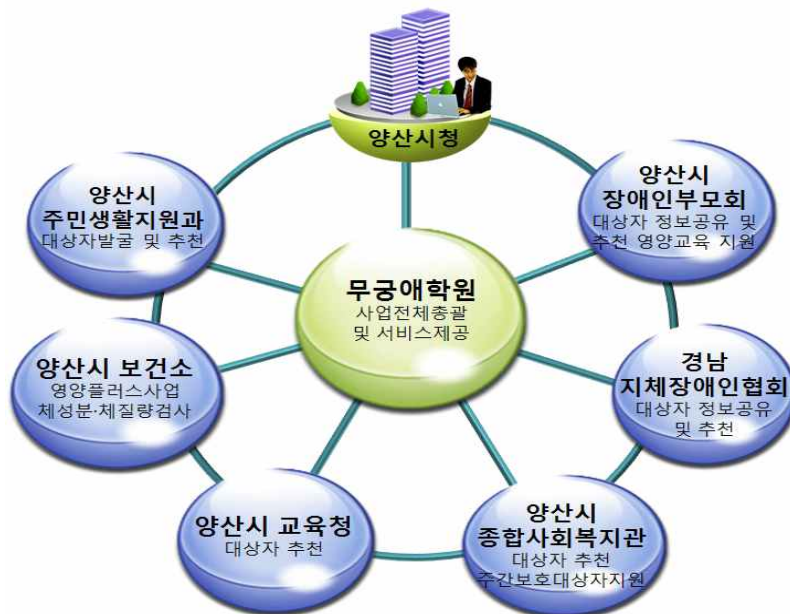 양산시청
양산시
주민생활지원과
대상자발굴 및 추천
양산시
장애인부모회
대상자 정보공유 및
추천 영양교육 지원
무궁애학원
사업전체총괄
및 서비스제공
양산시 보건소
영양플러스사업
체성분·체질량검사
경남
지체장애인협회
대상자 정보공유
및 추천
양산시 교육청
대상자 추천
양산시
종합사회복지관
대상자 추천
주간보호대상자지원